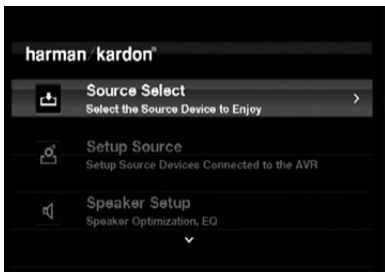 harman/kardon®
Source Select
Select the Source Device to Enjoy
Setup Source
Setup Source Devices Connected to the AVR
Speaker Setup
Speaker Optimization, EQ